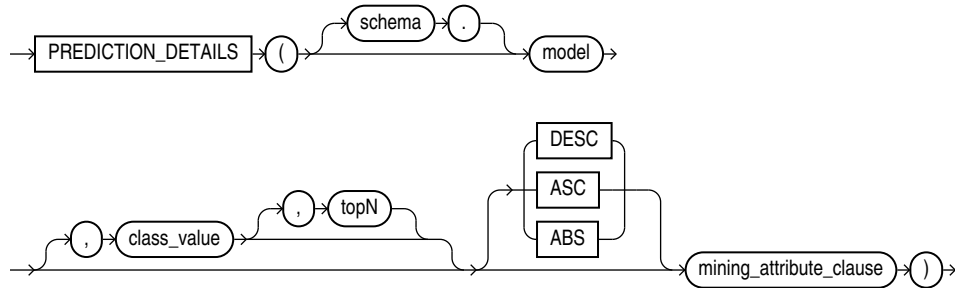 schema .
PREDICTION_DETAILS ( model
DESC
, topN ASC
, class_value ABS
mining_attribute_clause )